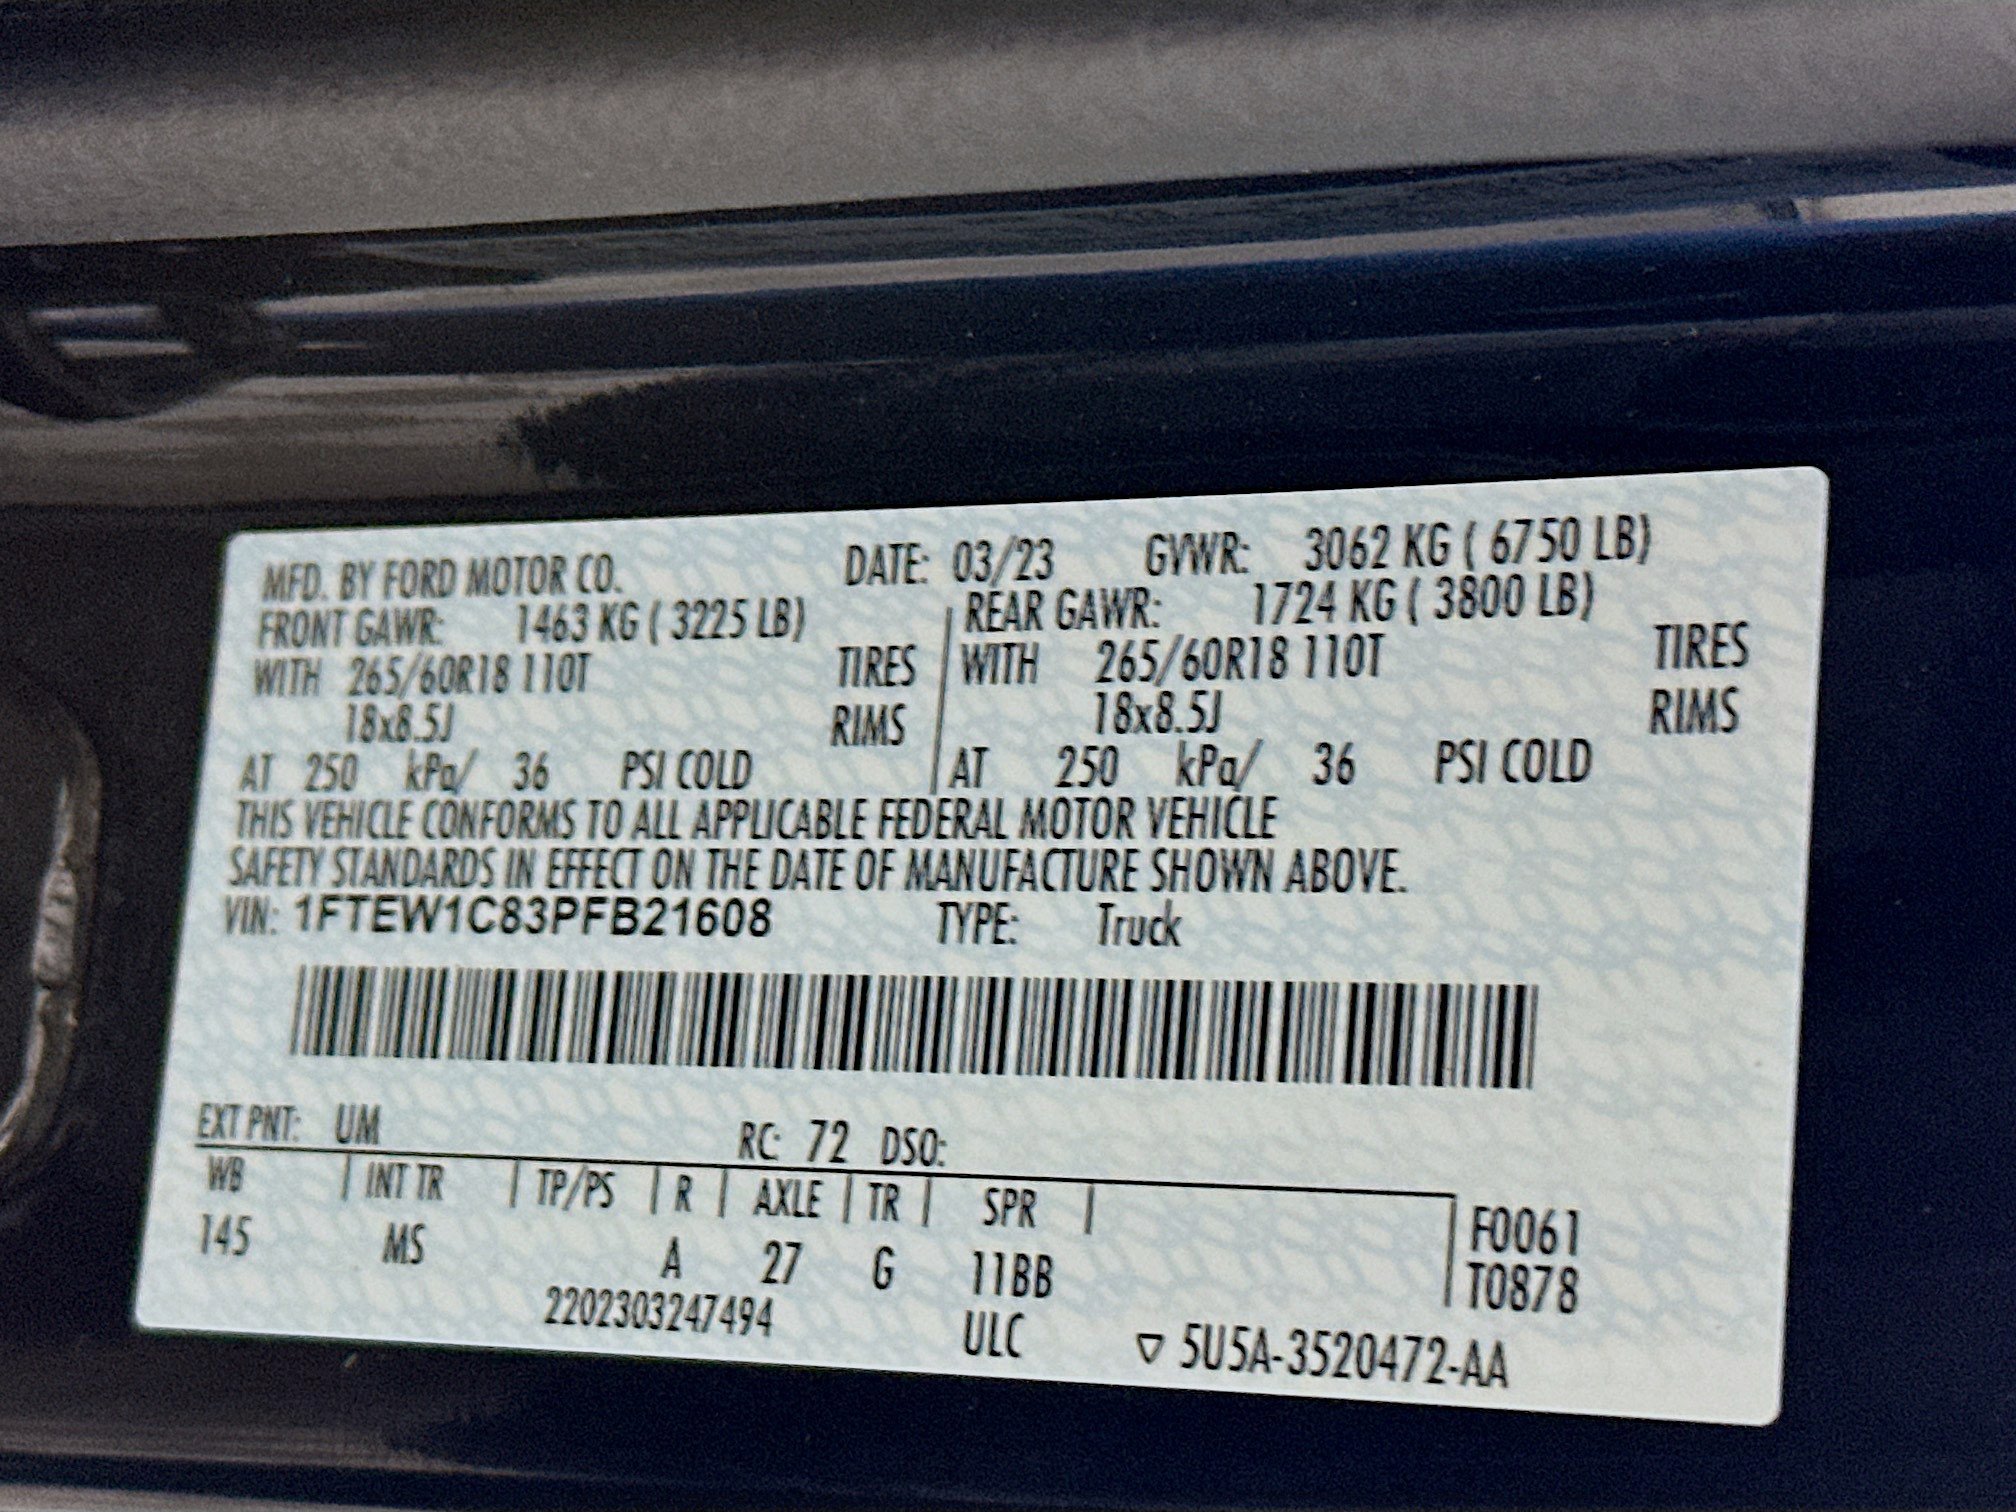 MFD. BY FORD MOTOR CO. DATE: 03/23 GVWR: 3062 KG ( 6750 LB)
FRONT GAWR: 1463 KG ( 3225 LB) REAR GAWR: 1724 KG ( 3800 LB)
WITH 265/60R18 110T TIRES WITH 265/60R18 110T TIRES
18x8.5J RIMS 18x8.5J RIMS
AT 250 kPa/ 36 PSI COLD AT 250 kPa/ 36 PSI COLD
THIS VEHICLE CONFORMS TO ALL APPLICABLE FEDERAL MOTOR VEHICLE
SAFETY STANDARDS IN EFFECT ON THE DATE OF MANUFACTURE SHOWN ABOVE.
VIN: 1FTEW1C83PFB21608 TYPE: Truck
EXT PNT: UM RC: 72 DSO:
WB | INT TR | TP/PS | R | AXLE | TR | SPR | F0061
145 MS A 27 G 11BB T0878
2202303247494 ULC ▽ 5U5A-3520472-AA